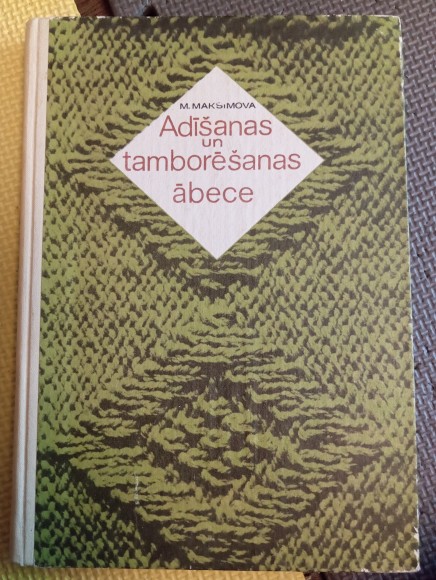 M. MAKSIMOVA
Adīšanas
un
tamborēšanas
ābece